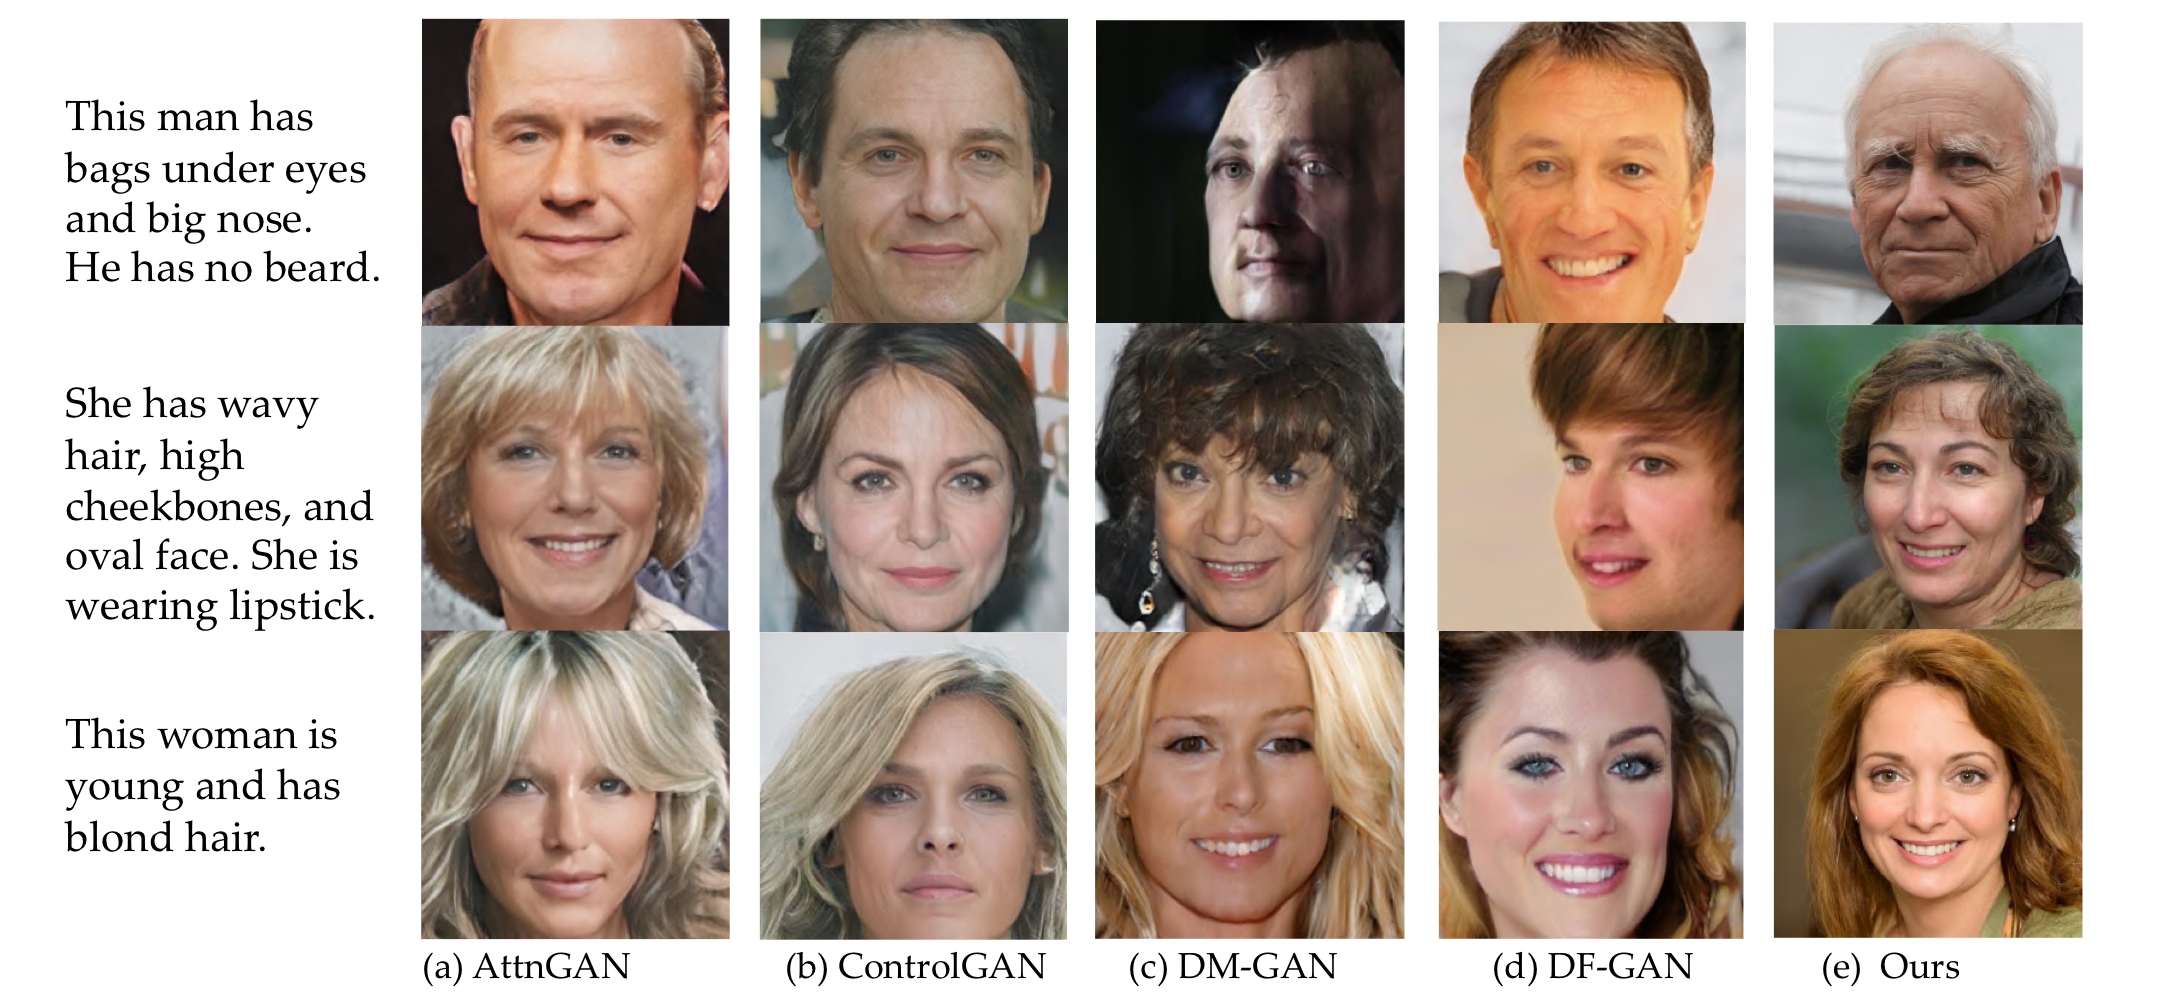 This man has
bags under eyes
and big nose.
He has no beard.
She has wavy
hair, high
cheekbones, and
oval face. She is
wearing lipstick.
This woman is
young and has
blond hair.
(a) AttnGAN
(b) ControlGAN
(c) DM-GAN
(d) DF-GAN
(e) Ours